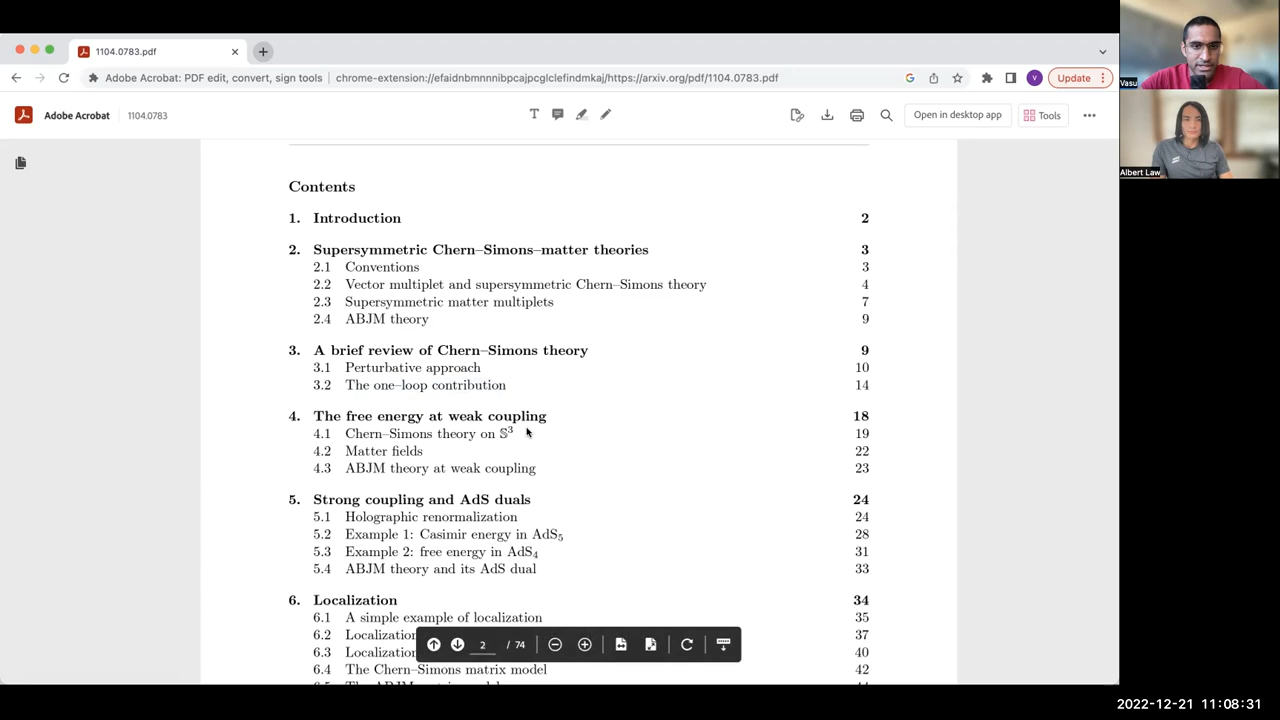 1104.0783.pdf
Adobe Acrobat: PDF edit, convert, sign tools | chrome-extension://efaidnbmnnnibpcajpcglclefindmkaj/https://arxiv.org/pdf/1104.0783.pdf
V
Update
Adobe Acrobat 1104.0783
T
Open in desktop app
Tools
Contents
1. Introduction 2
2. Supersymmetric Chern–Simons–matter theories 3
2.1 Conventions 3
2.2 Vector multiplet and supersymmetric Chern–Simons theory 4
2.3 Supersymmetric matter multiplets 7
2.4 ABJM theory 9
3. A brief review of Chern–Simons theory 9
3.1 Perturbative approach 10
3.2 The one–loop contribution 14
4. The free energy at weak coupling 18
4.1 Chern–Simons theory on 𝕊³ 19
4.2 Matter fields 22
4.3 ABJM theory at weak coupling 23
5. Strong coupling and AdS duals 24
5.1 Holographic renormalization 24
5.2 Example 1: Casimir energy in AdS₅ 28
5.3 Example 2: free energy in AdS₄ 31
5.4 ABJM theory and its AdS dual 33
6. Localization 34
6.1 A simple example of localization 35
6.2 Localization 37
6.3 Localization 40
6.4 The Chern–Simons matrix model 42
2 / 74
Vasu
Albert Law
2022-12-21 11:08:31